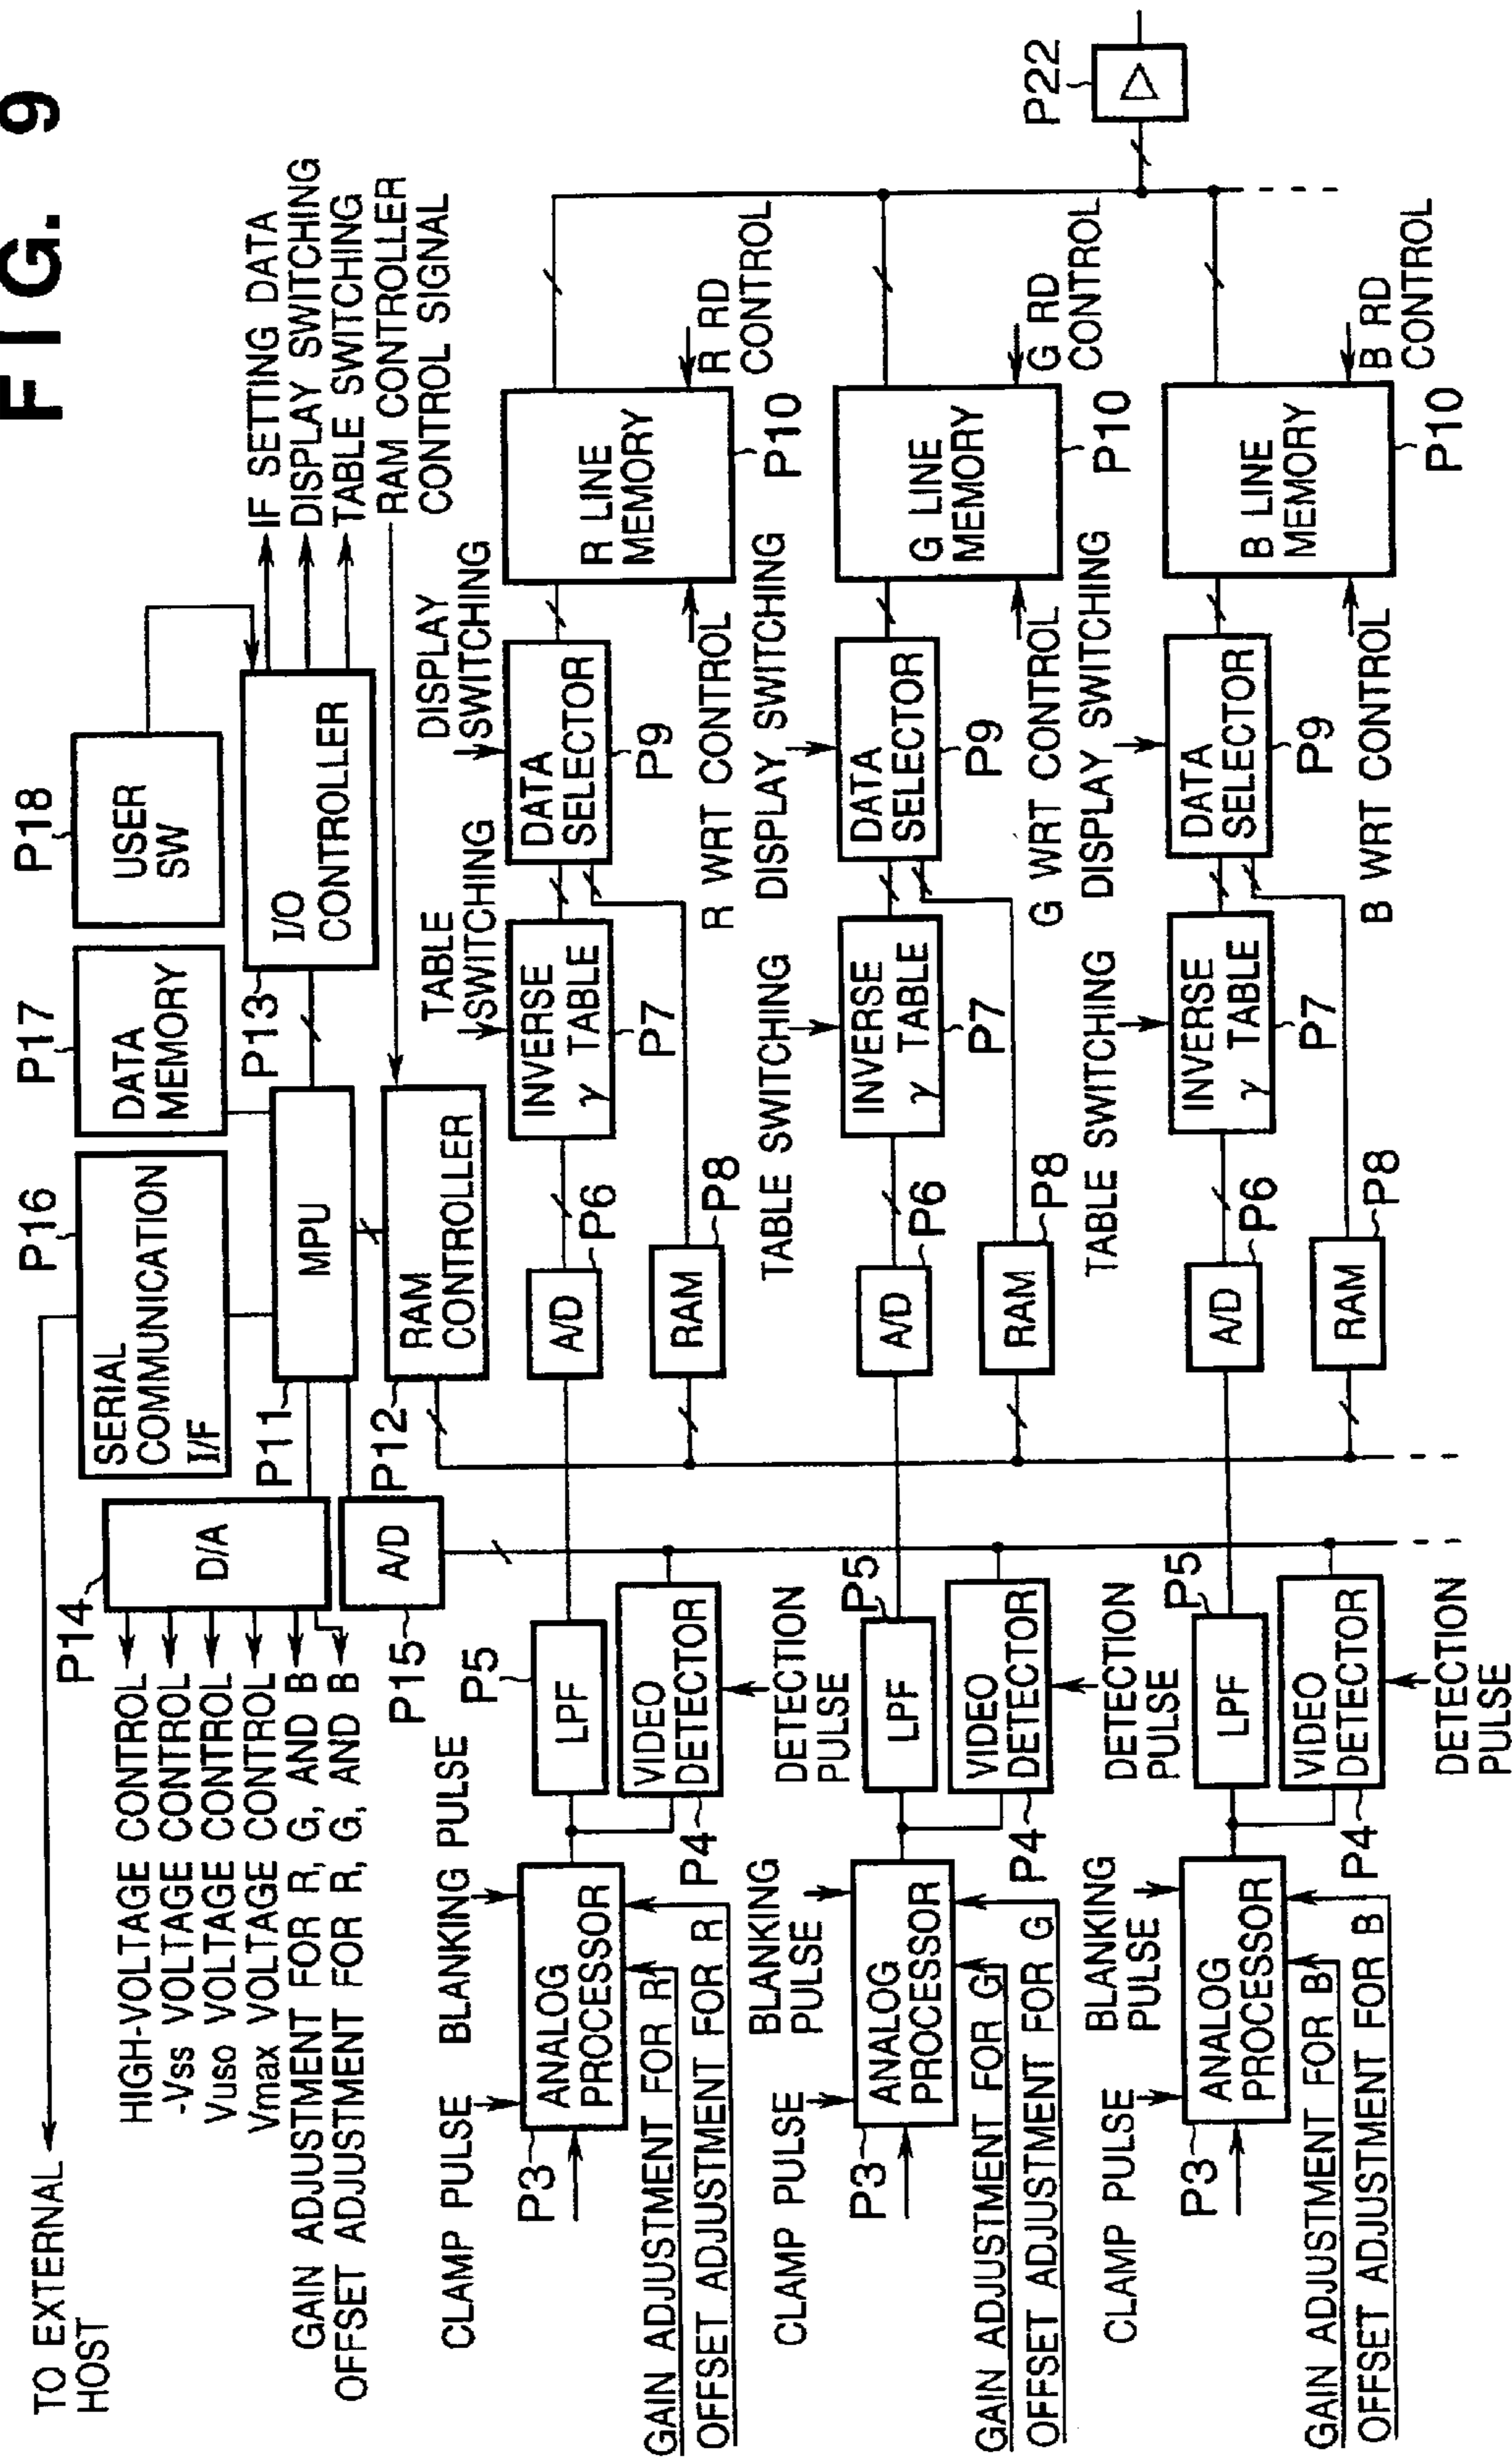 FIG. 9
TO EXTERNAL
HOST
P16
P17
P18
SERIAL
COMMUNICATION
I/F
DATA
MEMORY
USER
SW
P14
D/A
P11
MPU
P13
I/O
CONTROLLER
IF SETTING DATA
DISPLAY SWITCHING
TABLE SWITCHING
RAM CONTROLLER
CONTROL SIGNAL
HIGH-VOLTAGE CONTROL
-Vss VOLTAGE CONTROL
Vuso VOLTAGE CONTROL
Vmax VOLTAGE CONTROL
GAIN ADJUSTMENT FOR R, G, AND B
OFFSET ADJUSTMENT FOR R, G, AND B
P15
A/D
P12
RAM
CONTROLLER
CLAMP PULSE
BLANKING PULSE
P5
TABLE
SWITCHING
DISPLAY
SWITCHING
P3
ANALOG
PROCESSOR
LPF
A/D
P6
INVERSE
γ TABLE
P7
DATA
SELECTOR
P9
R LINE
MEMORY
P10
R RD
CONTROL
P4
VIDEO
DETECTOR
RAM
P8
R WRT CONTROL
GAIN ADJUSTMENT FOR R
OFFSET ADJUSTMENT FOR R
DETECTION
PULSE
P22
CLAMP PULSE
BLANKING
PULSE
P5
TABLE SWITCHING
DISPLAY SWITCHING
P3
ANALOG
PROCESSOR
LPF
A/D
P6
INVERSE
γ TABLE
P7
DATA
SELECTOR
P9
G LINE
MEMORY
P10
G RD
CONTROL
P4
VIDEO
DETECTOR
RAM
P8
G WRT CONTROL
GAIN ADJUSTMENT FOR G
OFFSET ADJUSTMENT FOR G
DETECTION
PULSE
CLAMP PULSE
BLANKING
PULSE
P5
TABLE SWITCHING
DISPLAY SWITCHING
P3
ANALOG
PROCESSOR
LPF
A/D
P6
INVERSE
γ TABLE
P7
DATA
SELECTOR
P9
B LINE
MEMORY
P10
B RD
CONTROL
P4
VIDEO
DETECTOR
RAM
P8
B WRT CONTROL
GAIN ADJUSTMENT FOR B
OFFSET ADJUSTMENT FOR B
DETECTION
PULSE